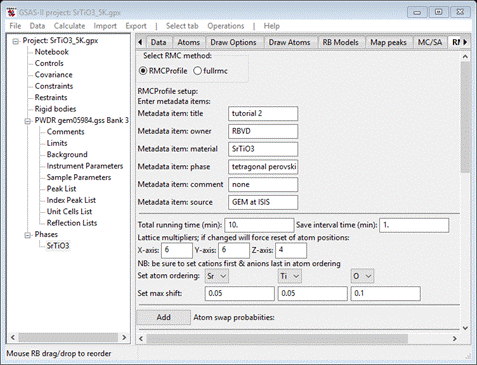 GSAS-II project: SrTiO3_5K.gpx
File Data Calculate Import Export | Select tab Operations | Help
Project: SrTiO3_5K.gpx
Notebook
Controls
Covariance
Constraints
Restraints
Rigid bodies
PWDR gem05984.gss Bank 3
Comments
Limits
Background
Instrument Parameters
Sample Parameters
Peak List
Index Peak List
Unit Cells List
Reflection Lists
Phases
SrTiO3
Data Atoms Draw Options Draw Atoms RB Models Map peaks MC/SA
Select RMC method:
RMCProfile fullrmc
RMCProfile setup:
Enter metadata items:
Metadata item: title tutorial 2
Metadata item: owner RBVD
Metadata item: material SrTiO3
Metadata item: phase tetragonal perovski
Metadata item: comment none
Metadata item: source GEM at ISIS
Total running time (min): 10. Save interval time (min): 1.
Lattice multipliers; if changed will force reset of atom positions:
X-axis: 6 Y-axis: 6 Z-axis: 4
NB: be sure to set cations first & anions last in atom ordering
Set atom ordering: Sr Ti O
Set max shift: 0.05 0.05 0.1
Add Atom swap probabiities:
Mouse RB drag/drop to reorder